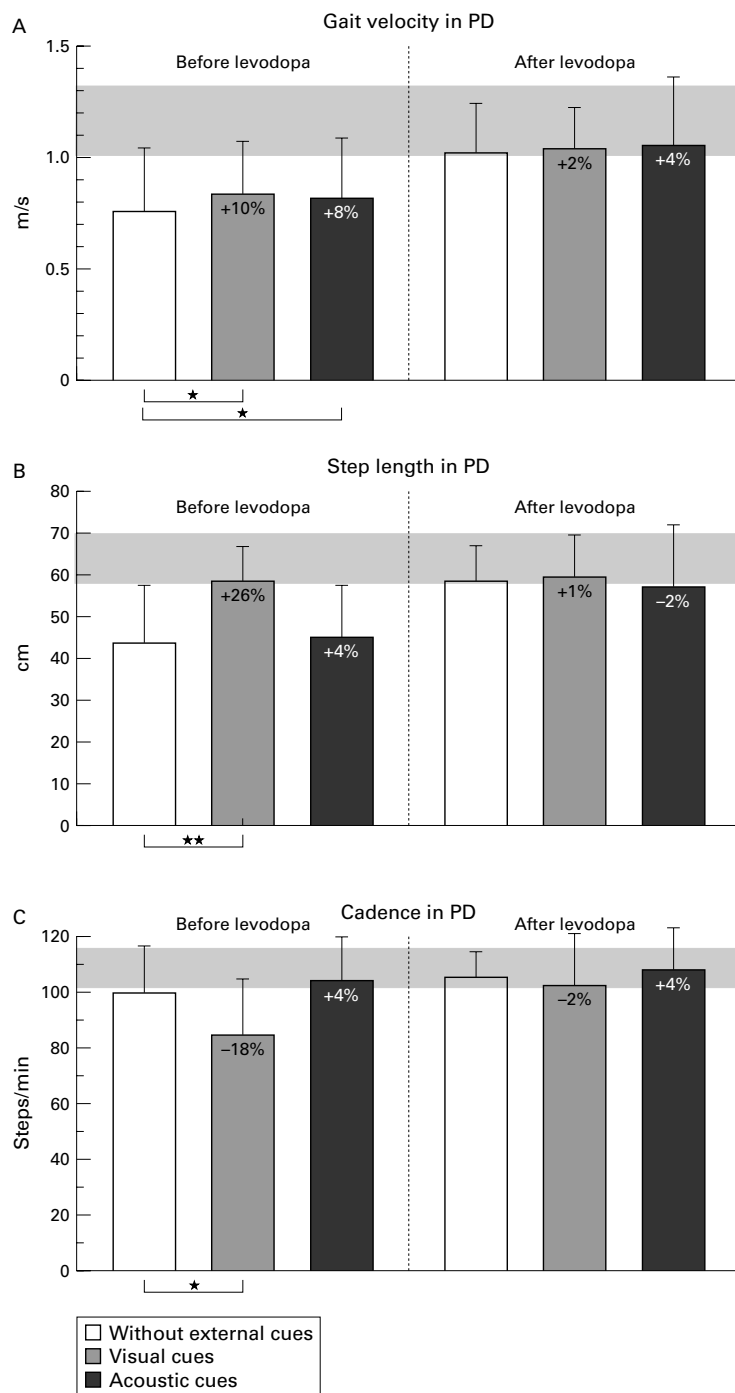 A
Gait velocity in PD
1.5
Before levodopa
After levodopa
1.0
m/s
+10%
+8%
+2%
+4%
0.5
0
★
★
B
Step length in PD
80
Before levodopa
After levodopa
70
60
+26%
+1%
−2%
50
cm
40
+4%
30
20
10
0
★★
C
Cadence in PD
120
Before levodopa
After levodopa
100
+4%
−2%
+4%
−18%
80
Steps/min
60
40
20
0
★
Without external cues
Visual cues
Acoustic cues